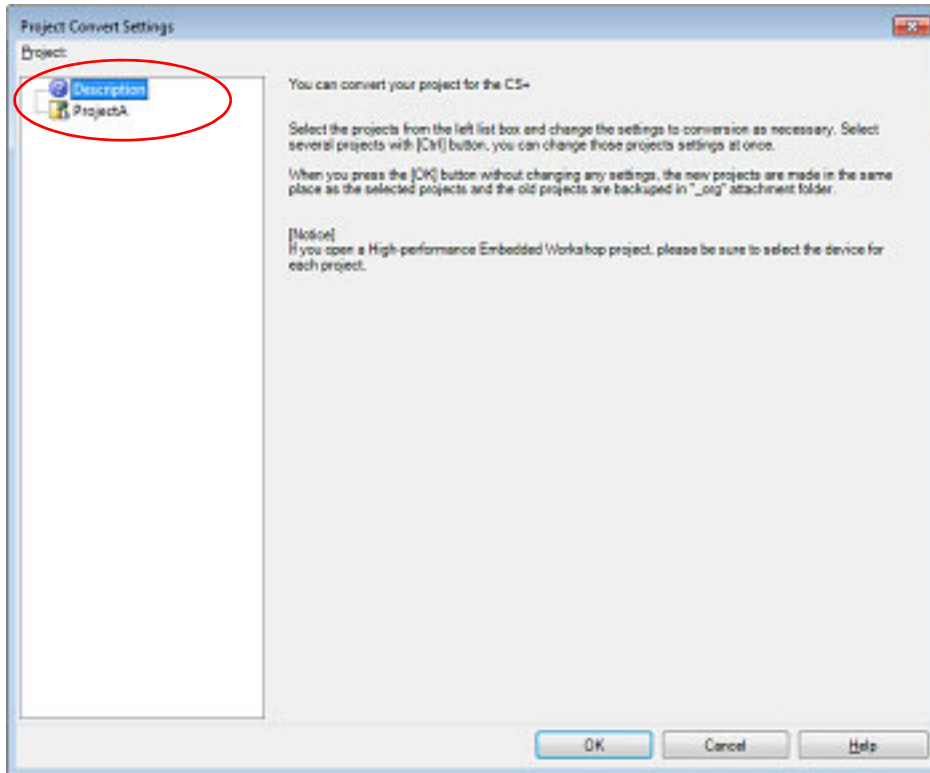 Project Convert Settings
Project:
Description
ProjectA
You can convert your project for the CS+
Select the projects from the left list box and change the settings to conversion as necessary. Select
several projects with [Ctrl] button, you can change those projects settings at once.
When you press the [OK] button without changing any settings, the new projects are made in the same
place as the selected projects and the old projects are backuped in "_org" attachment folder.
[Notice]
If you open a High-performance Embedded Workshop project, please be sure to select the device for
each project.
OK
Cancel
Help